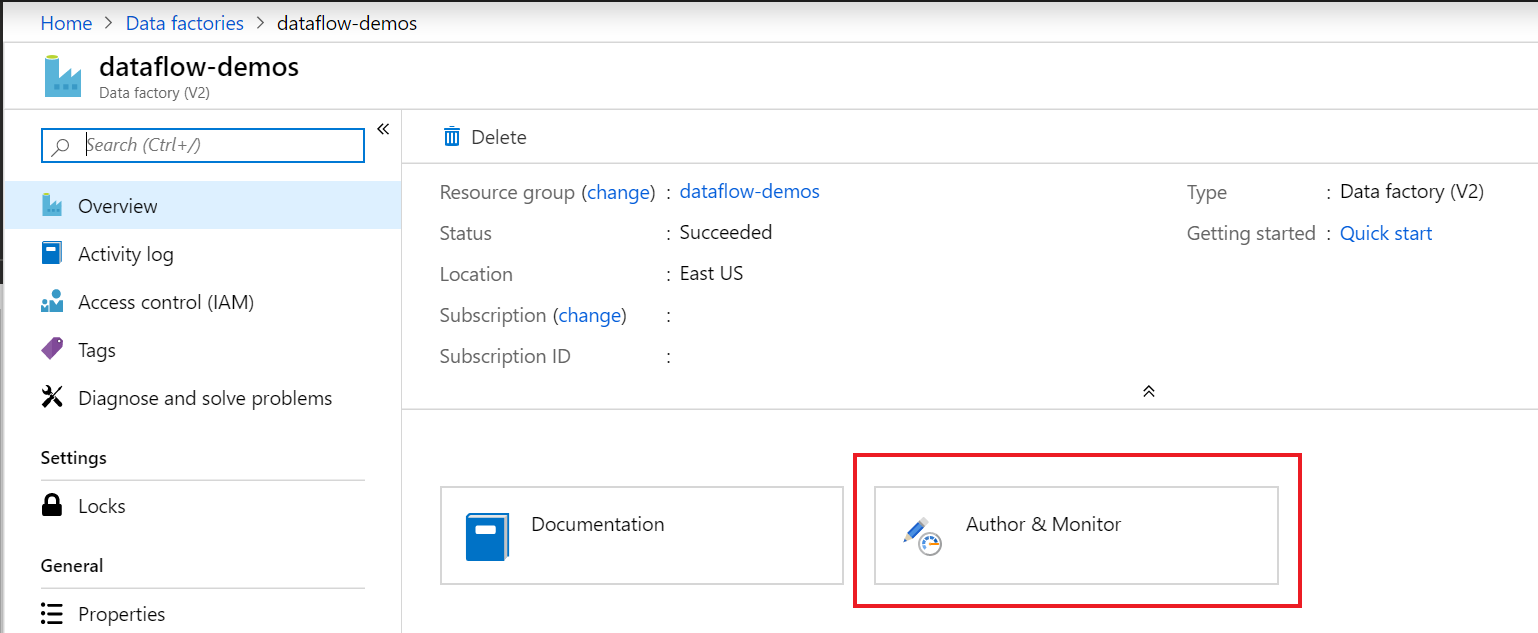 Home > Data factories > dataflow-demos
dataflow-demos
Data factory (V2)
Search (Ctrl+/)
Overview
Activity log
Access control (IAM)
Tags
Diagnose and solve problems
Settings
Locks
General
Properties
Delete
Resource group (change) : dataflow-demos
Status : Succeeded
Location : East US
Subscription (change) :
Subscription ID :
Type : Data factory (V2)
Getting started : Quick start
Documentation
Author & Monitor